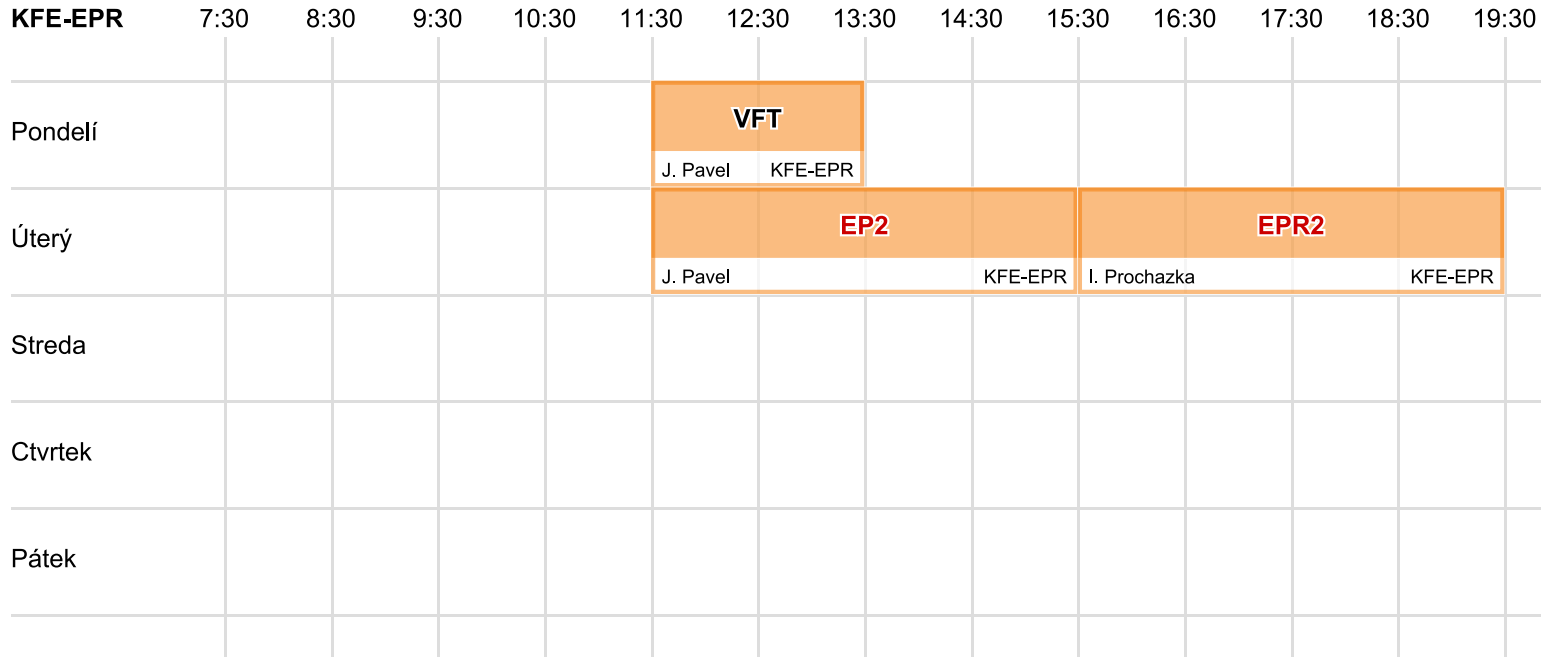 KFE-EPR 7:30 8:30 9:30 10:30 11:30 12:30 13:30 14:30 15:30 16:30 17:30 18:30 19:30
Pondelí
VFT
J. Pavel KFE-EPR
Úterý
EP2 EPR2
J. Pavel KFE-EPR I. Prochazka KFE-EPR
Streda
Ctvrtek
Pátek